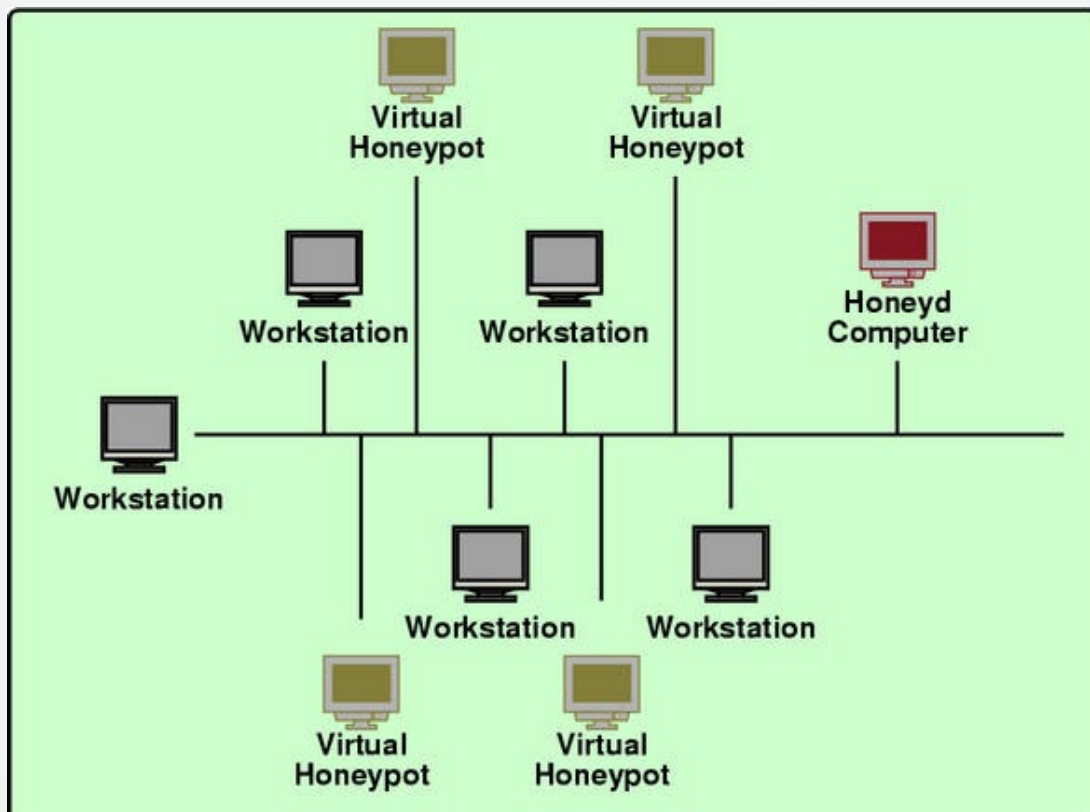 Virtual
Honeypot
Virtual
Honeypot
Workstation
Workstation
Honeyd
Computer
Workstation
Workstation
Workstation
Virtual
Honeypot
Virtual
Honeypot